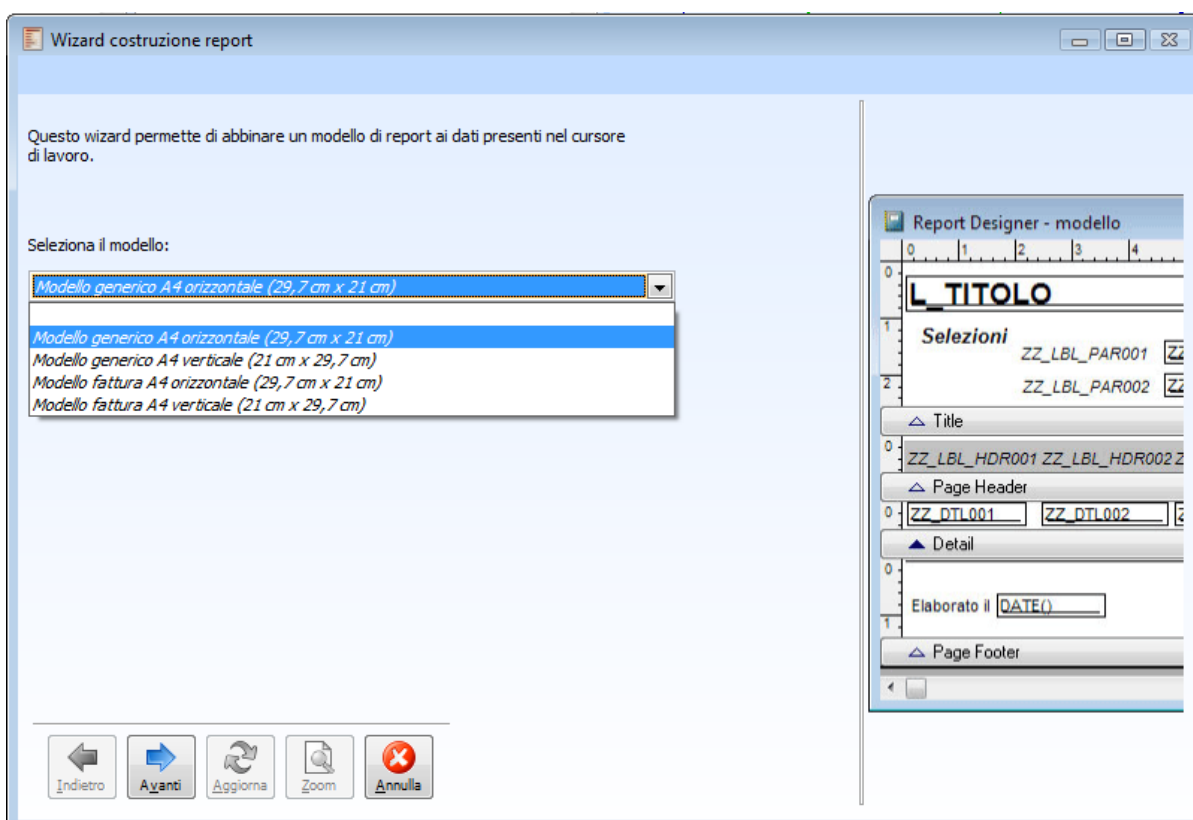 Wizard costruzione report
Questo wizard permette di abbinare un modello di report ai dati presenti nel cursore
di lavoro.
Seleziona il modello:
Modello generico A4 orizzontale (29,7 cm x 21 cm)
Modello generico A4 orizzontale (29,7 cm x 21 cm)
Modello generico A4 verticale (21 cm x 29,7 cm)
Modello fattura A4 orizzontale (29,7 cm x 21 cm)
Modello fattura A4 verticale (21 cm x 29,7 cm)
Indietro
Avanti
Aggiorna
Zoom
Annulla
Report Designer - modello
0 1 2 3 4
0
L_TITOLO
1
Selezioni
ZZ_LBL_PAR001 ZZ
2
ZZ_LBL_PAR002 ZZ
Title
0
ZZ_LBL_HDR001 ZZ_LBL_HDR002 Z
Page Header
0
ZZ_DTL001 ZZ_DTL002 Z
Detail
0
Elaborato il DATE()
1
Page Footer